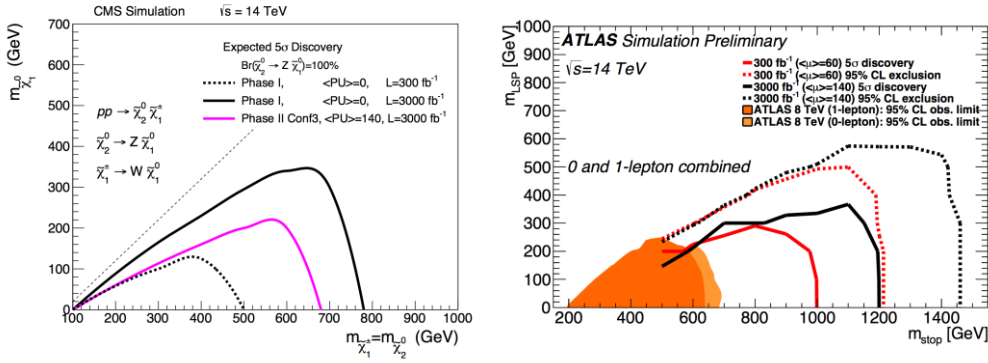 CMS Simulation √s = 14 TeV
Expected 5σ Discovery
Br(χ̃₂⁰→Z χ̃₁⁰)=100%
Phase I, <PU>=0, L=300 fb⁻¹
Phase I, <PU>=0, L=3000 fb⁻¹
Phase II Conf3, <PU>=140, L=3000 fb⁻¹
pp→ χ̃₂⁰ χ̃₁±
χ̃₂⁰→ Z χ̃₁⁰
χ̃₁±→ W χ̃₁⁰
m χ̃₁⁰ (GeV)
700
600
500
400
300
200
100
0
100 200 300 400 500 600 700 800 900 1000
m χ̃₁± = m χ̃₂⁰ (GeV)
ATLAS Simulation Preliminary
√s=14 TeV
300 fb⁻¹ (<μ>=60) 5σ discovery
300 fb⁻¹ (<μ>=60) 95% CL exclusion
3000 fb⁻¹ (<μ>=140) 5σ discovery
3000 fb⁻¹ (<μ>=140) 95% CL exclusion
ATLAS 8 TeV (1-lepton): 95% CL obs. limit
ATLAS 8 TeV (0-lepton): 95% CL obs. limit
0 and 1-lepton combined
m LSP [GeV]
1000
900
800
700
600
500
400
300
200
100
0
200 400 600 800 1000 1200 1400
m stop [GeV]